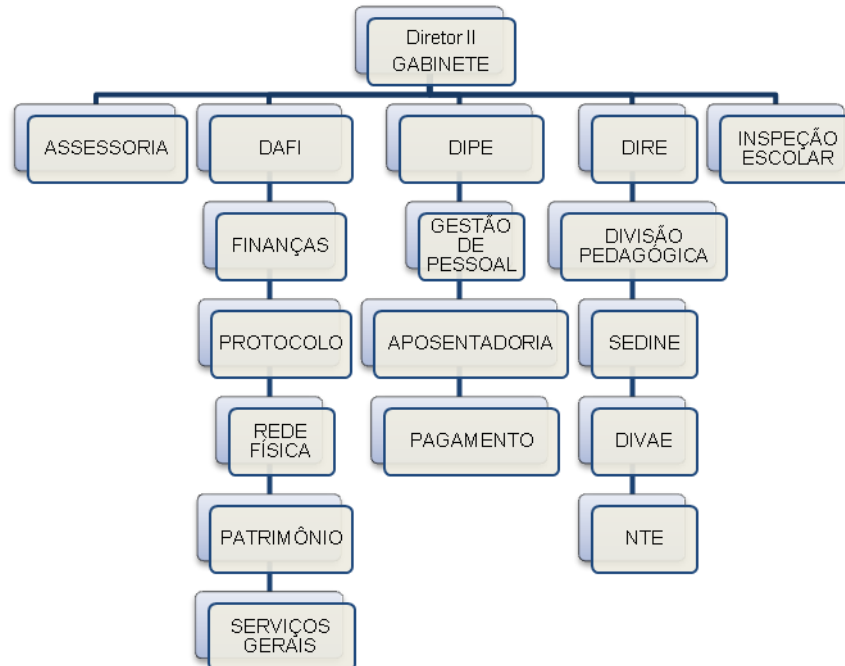 Diretor II
GABINETE
ASSESSORIA
DAFI
DIPE
DIRE
INSPEÇÃO
ESCOLAR
FINANÇAS
GESTÃO
DE
PESSOAL
DIVISÃO
PEDAGÓGICA
PROTOCOLO
APOSENTADORIA
SEDINE
REDE
FÍSICA
PAGAMENTO
DIVAE
PATRIMÔNIO
NTE
SERVIÇOS
GERAIS